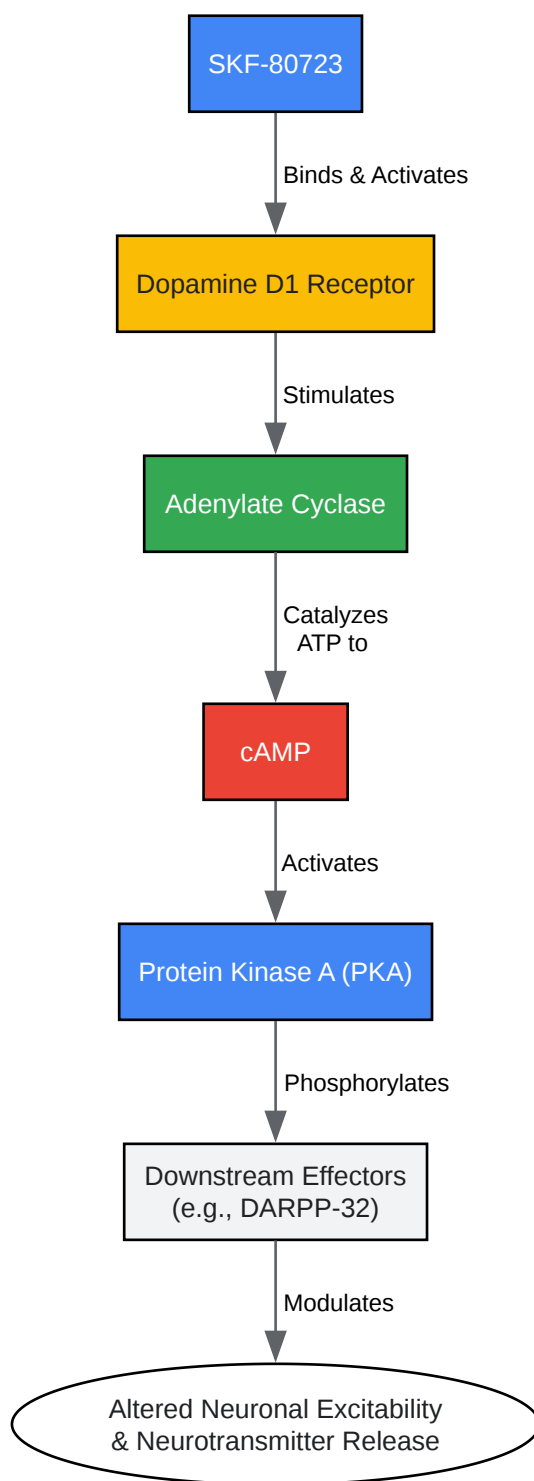 SKF-80723
Binds & Activates
Dopamine D1 Receptor
Stimulates
Adenylate Cyclase
Catalyzes
ATP to
cAMP
Activates
Protein Kinase A (PKA)
Phosphorylates
Downstream Effectors
(e.g., DARPP-32)
Modulates
Altered Neuronal Excitability
& Neurotransmitter Release